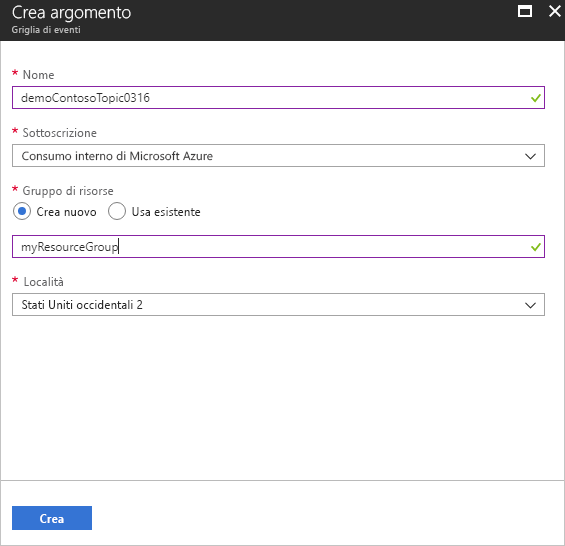 Crea argomento
Griglia di eventi
* Nome
demoContosoTopic0316
* Sottoscrizione
Consumo interno di Microsoft Azure
* Gruppo di risorse
Crea nuovo Usa esistente
myResourceGroup
* Località
Stati Uniti occidentali 2
Crea